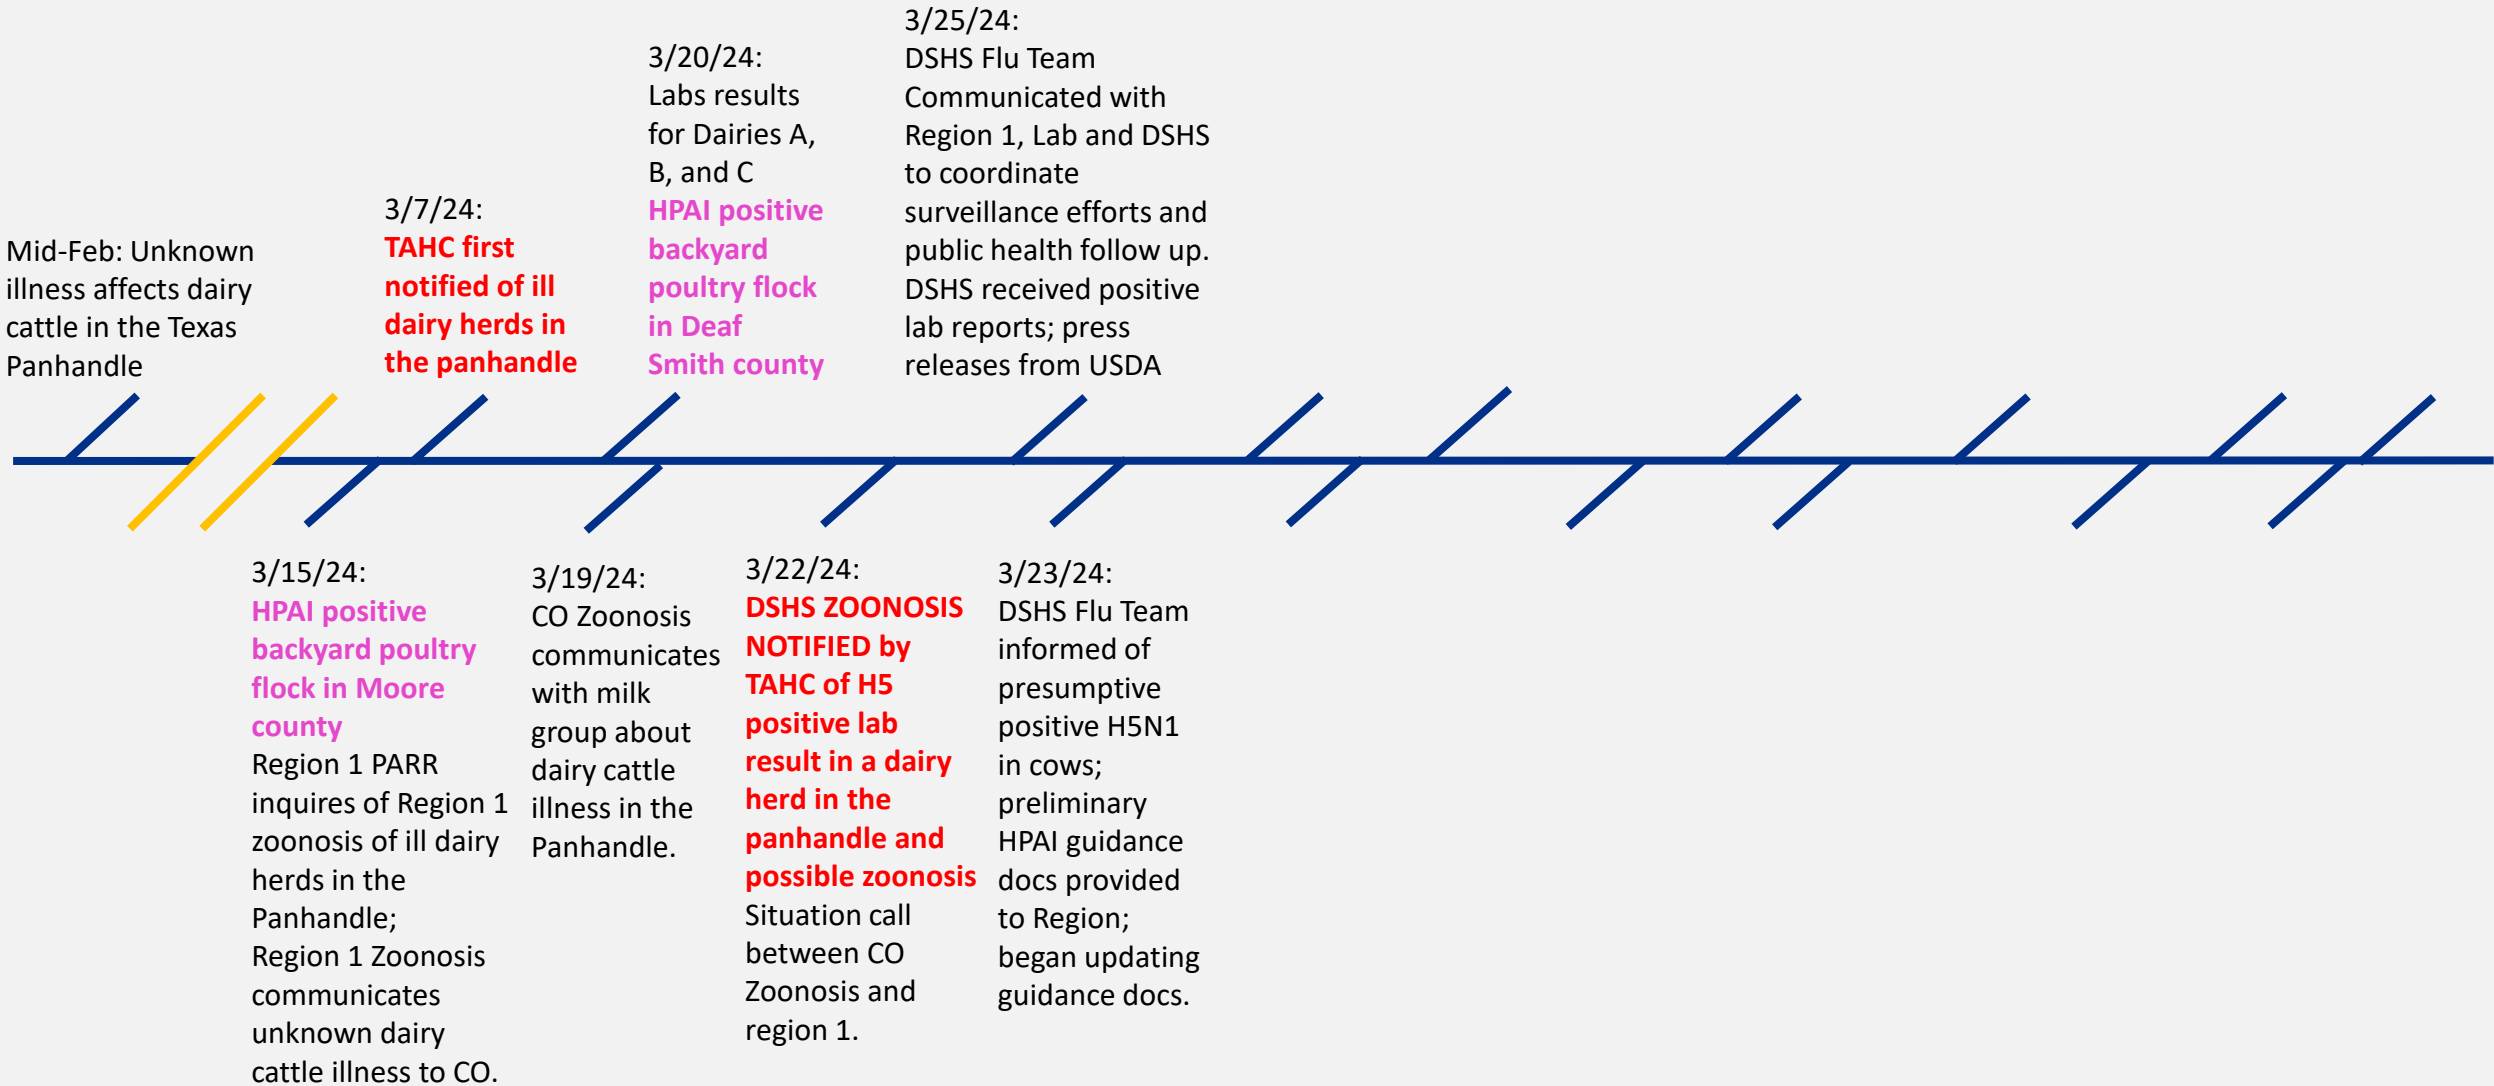 Mid-Feb: Unknown
illness affects dairy
cattle in the Texas
Panhandle
3/7/24:
TAHC first
notified of ill
dairy herds in
the panhandle
3/20/24:
Labs results
for Dairies A,
B, and C
HPAI positive
backyard
poultry flock
in Deaf
Smith county
3/25/24:
DSHS Flu Team
Communicated with
Region 1, Lab and DSHS
to coordinate
surveillance efforts and
public health follow up.
DSHS received positive
lab reports; press
releases from USDA
3/15/24:
HPAI positive
backyard poultry
flock in Moore
county
Region 1 PARR
inquires of Region 1
zoonosis of ill dairy
herds in the
Panhandle;
Region 1 Zoonosis
communicates
unknown dairy
cattle illness to CO.
3/19/24:
CO Zoonosis
communicates
with milk
group about
dairy cattle
illness in the
Panhandle.
3/22/24:
DSHS ZOONOSIS
NOTIFIED by
TAHC of H5
positive lab
result in a dairy
herd in the
panhandle and
possible zoonosis
Situation call
between CO
Zoonosis and
region 1.
3/23/24:
DSHS Flu Team
informed of
presumptive
positive H5N1
in cows;
preliminary
HPAI guidance
docs provided
to Region;
began updating
guidance docs.